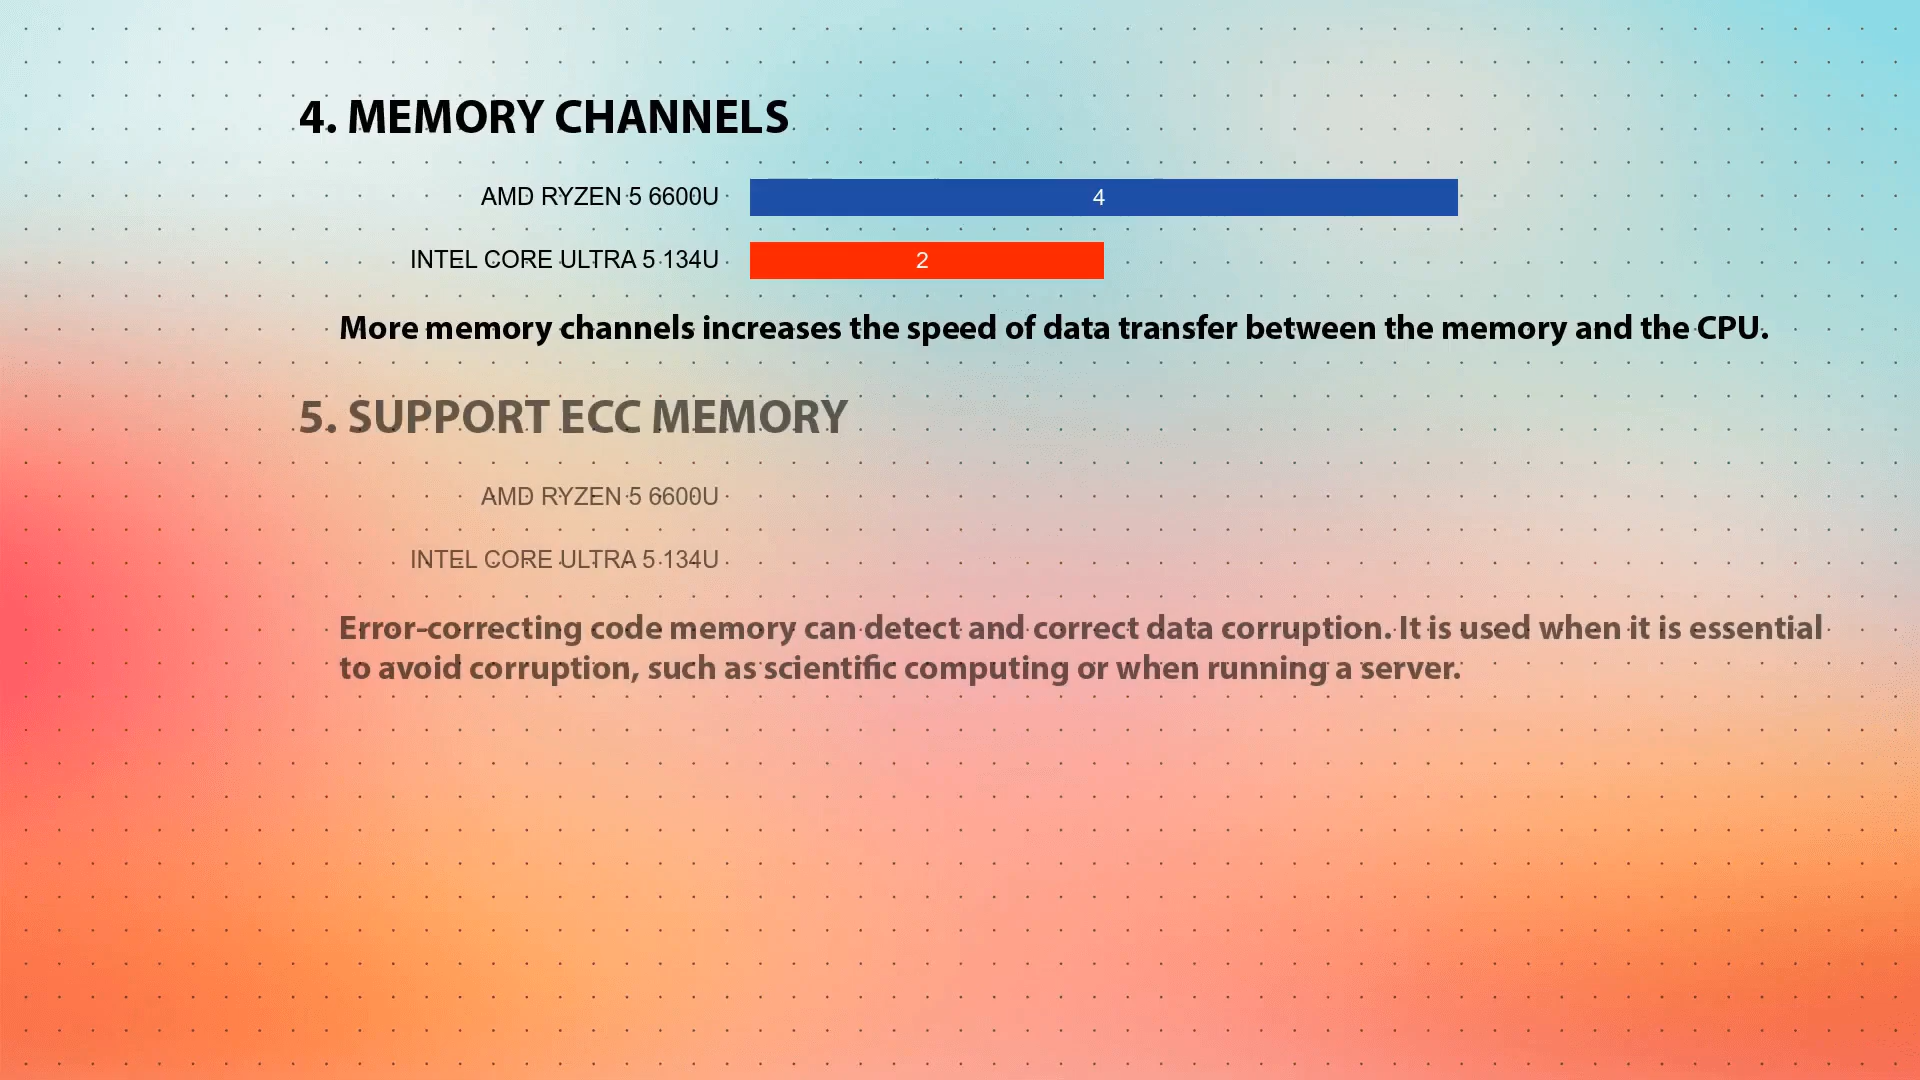 4. MEMORY CHANNELS
AMD RYZEN 5 6600U
4
INTEL CORE ULTRA 5 134U
2
More memory channels increases the speed of data transfer between the memory and the CPU.
5. SUPPORT ECC MEMORY
AMD RYZEN 5 6600U
INTEL CORE ULTRA 5 134U
Error-correcting code memory can detect and correct data corruption. It is used when it is essential
to avoid corruption, such as scientific computing or when running a server.